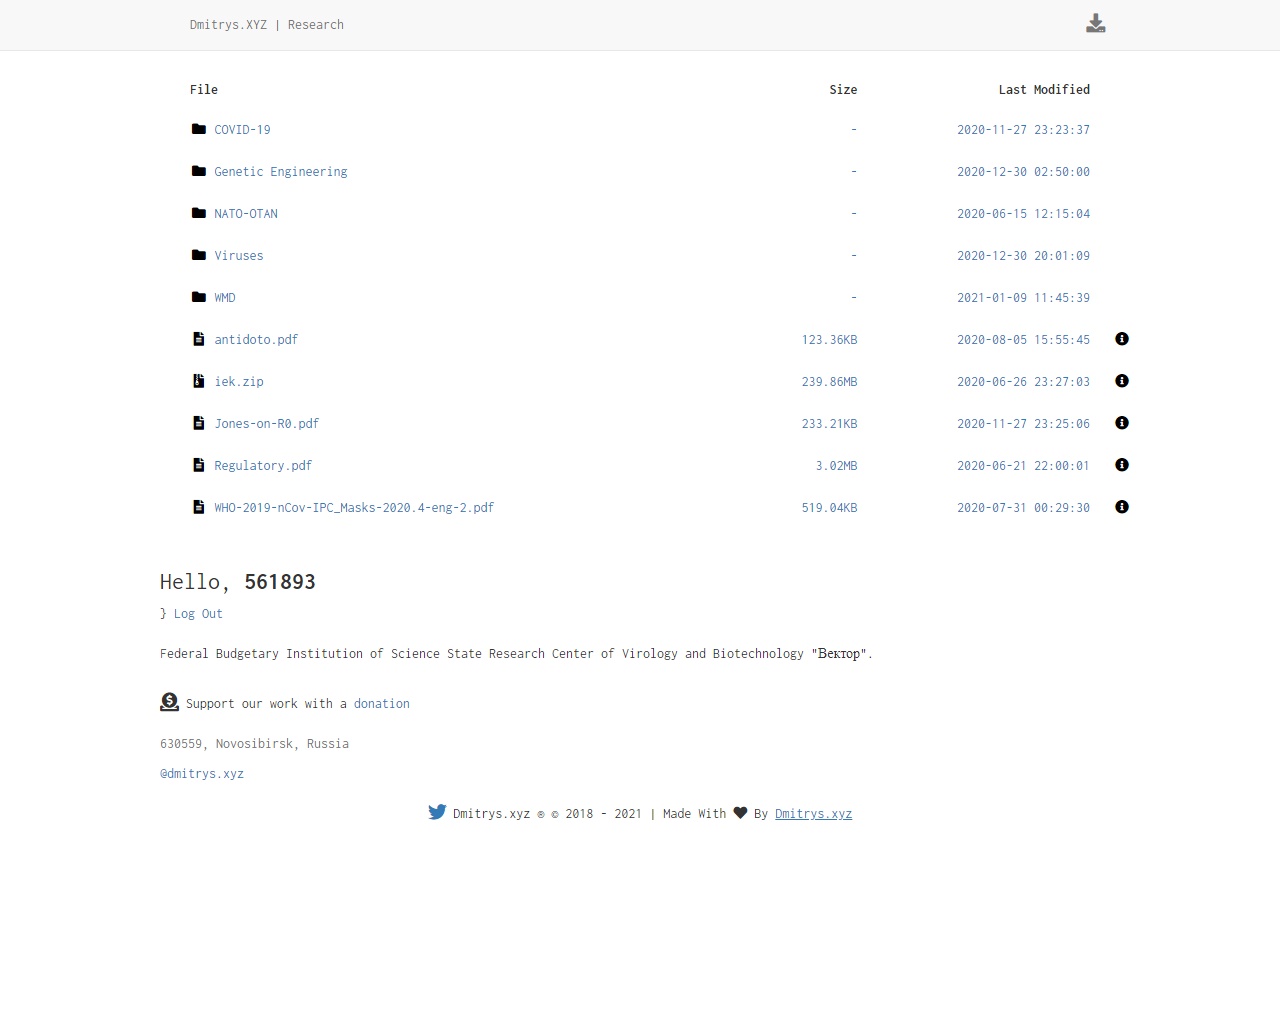 Dmitrys.XYZ | Research
File Size Last Modified
COVID-19 - 2020-11-27 23:23:37
Genetic Engineering - 2020-12-30 02:50:00
NATO-OTAN - 2020-06-15 12:15:04
Viruses - 2020-12-30 20:01:09
WMD - 2021-01-09 11:45:39
antidoto.pdf 123.36KB 2020-08-05 15:55:45
iek.zip 239.86MB 2020-06-26 23:27:03
Jones-on-R0.pdf 233.21KB 2020-11-27 23:25:06
Regulatory.pdf 3.02MB 2020-06-21 22:00:01
WHO-2019-nCov-IPC_Masks-2020.4-eng-2.pdf 519.04KB 2020-07-31 00:29:30
Hello, 561893
} Log Out
Federal Budgetary Institution of Science State Research Center of Virology and Biotechnology "Вектор".
Support our work with a donation
630559, Novosibirsk, Russia
@dmitrys.xyz
Dmitrys.xyz ® © 2018 - 2021 | Made With ♥ By Dmitrys.xyz